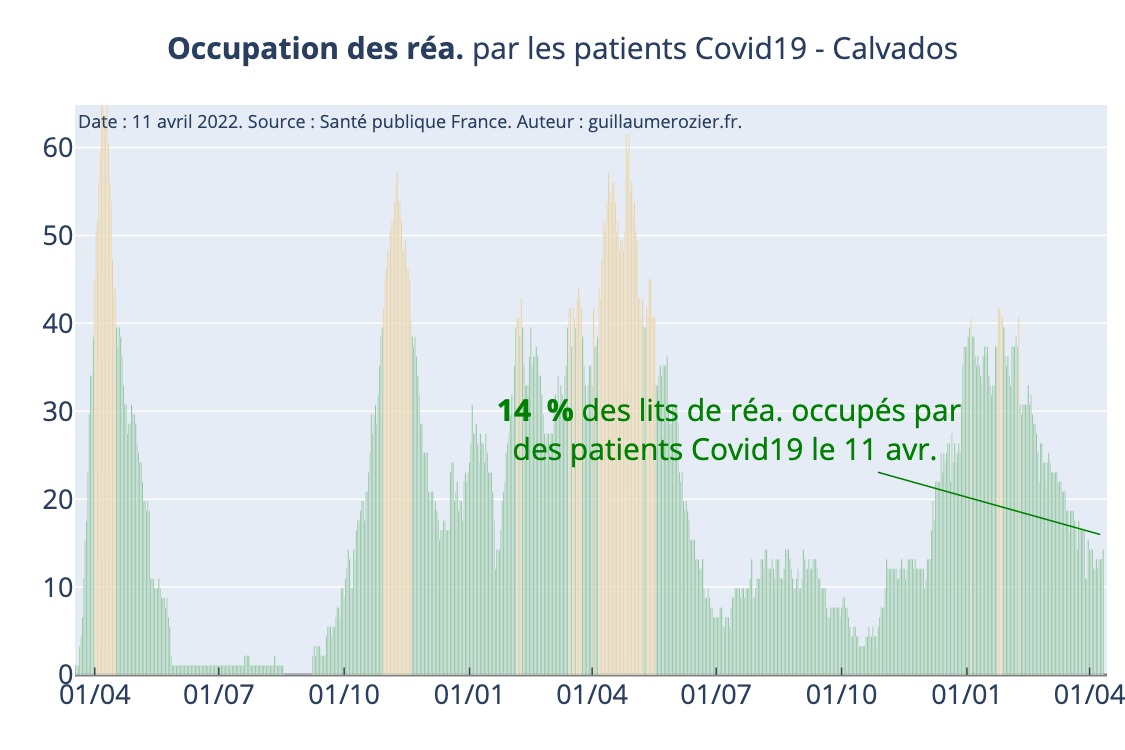 Occupation des réa. par les patients Covid19 - Calvados
Date : 11 avril 2022. Source : Santé publique France. Auteur : guillaumerozier.fr.
60
50
40
30
20
10
0
14 % des lits de réa. occupés par
des patients Covid19 le 11 avr.
01/04 01/07 01/10 01/01 01/04 01/07 01/10 01/01 01/04